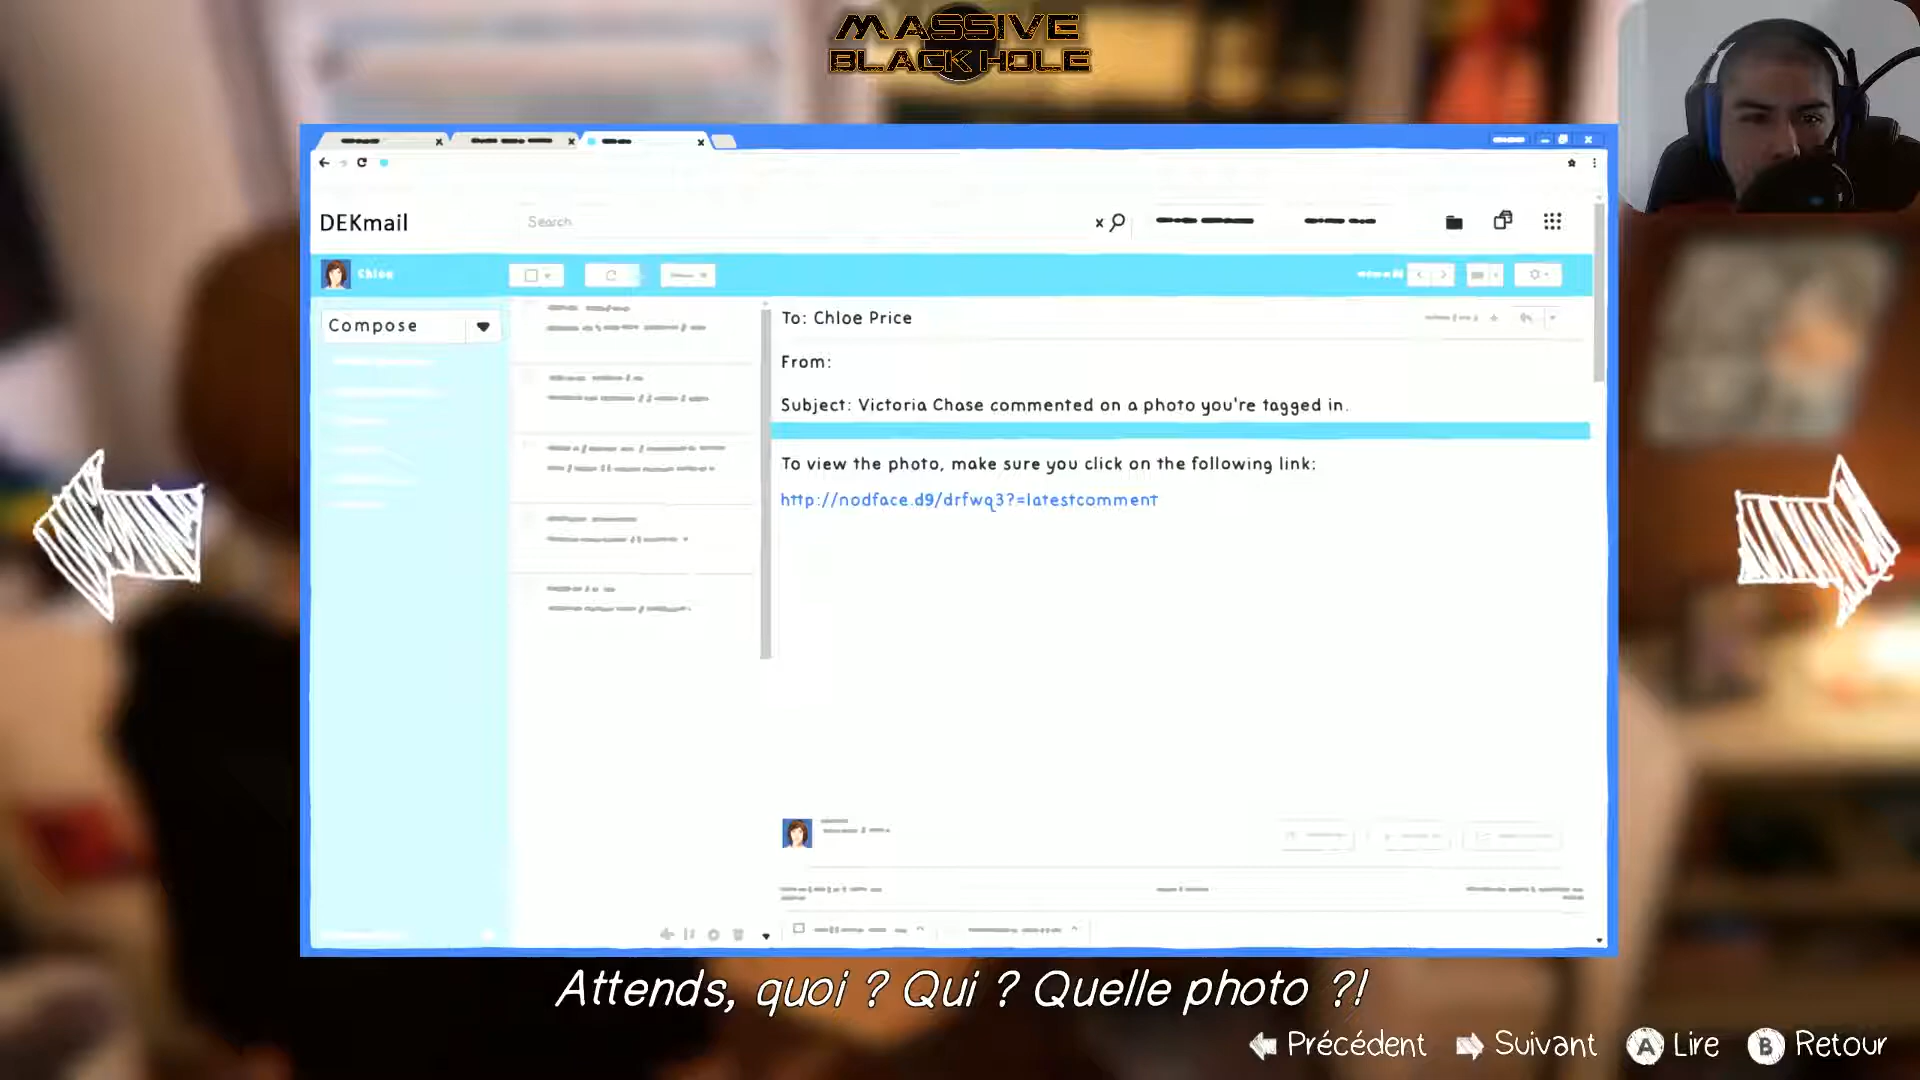 MASSIVE
BLACK HOLE
DEKmail
Search
Chloe
Compose
To: Chloe Price
From:
Subject: Victoria Chase commented on a photo you're tagged in.
To view the photo, make sure you click on the following link:
http://nodface.d9/drfwq3?=latestcomment
Attends, quoi ? Qui ? Quelle photo ?!
Précédent
Suivant
A Lire
B Retour